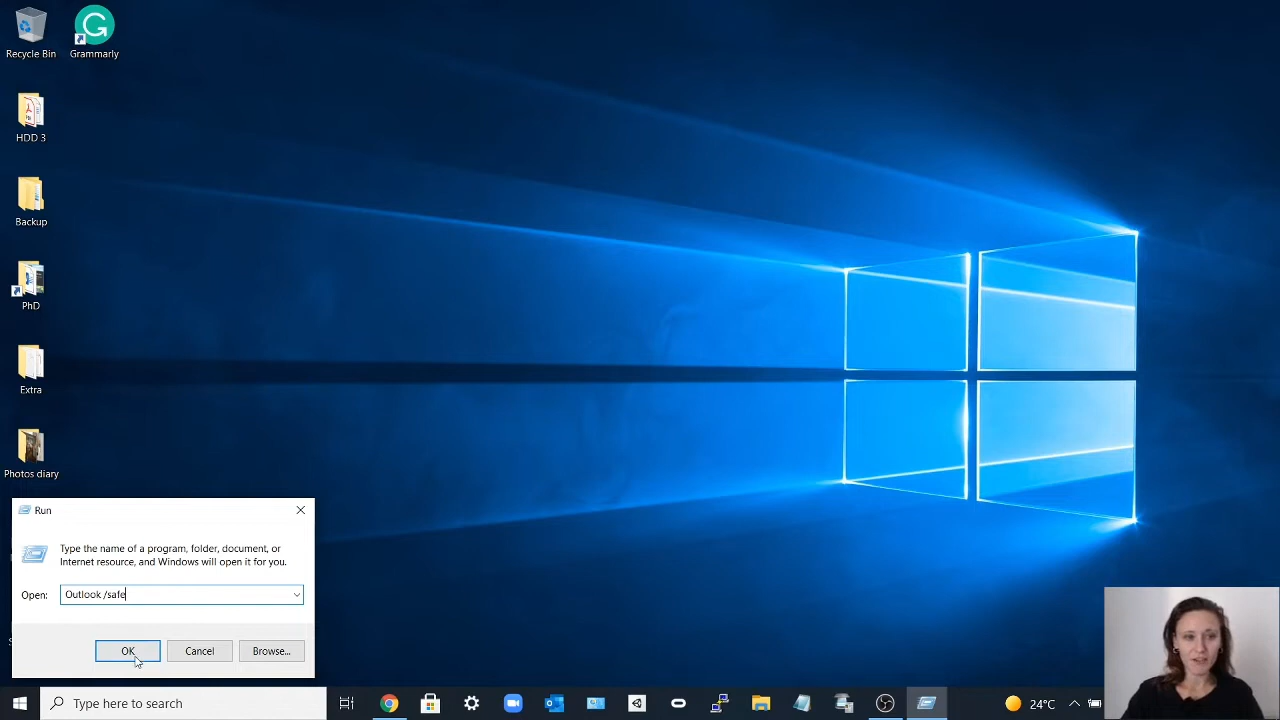 Recycle Bin
Grammarly
HDD 3
Backup
PhD
Extra
Photos diary
Run
Type the name of a program, folder, document, or
Internet resource, and Windows will open it for you.
Open: Outlook /safe
OK Cancel Browse...
Type here to search
24°C